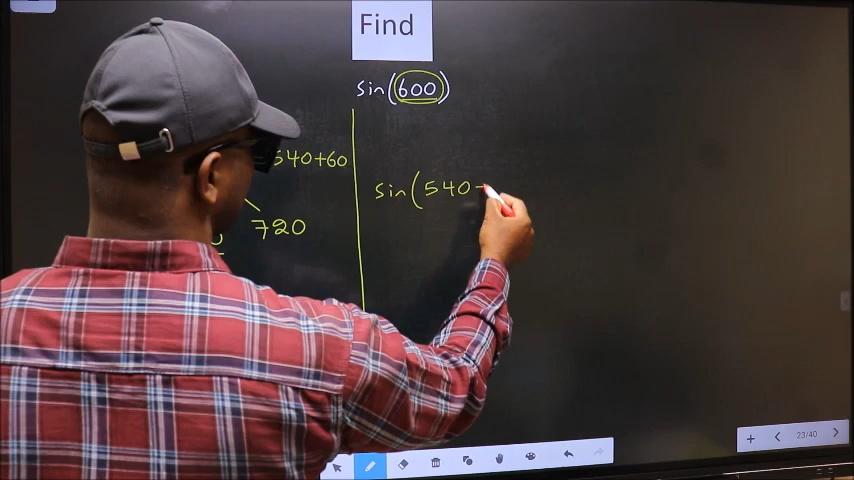 Find
sin(600)
= 540+60
sin(540-
720
23/40